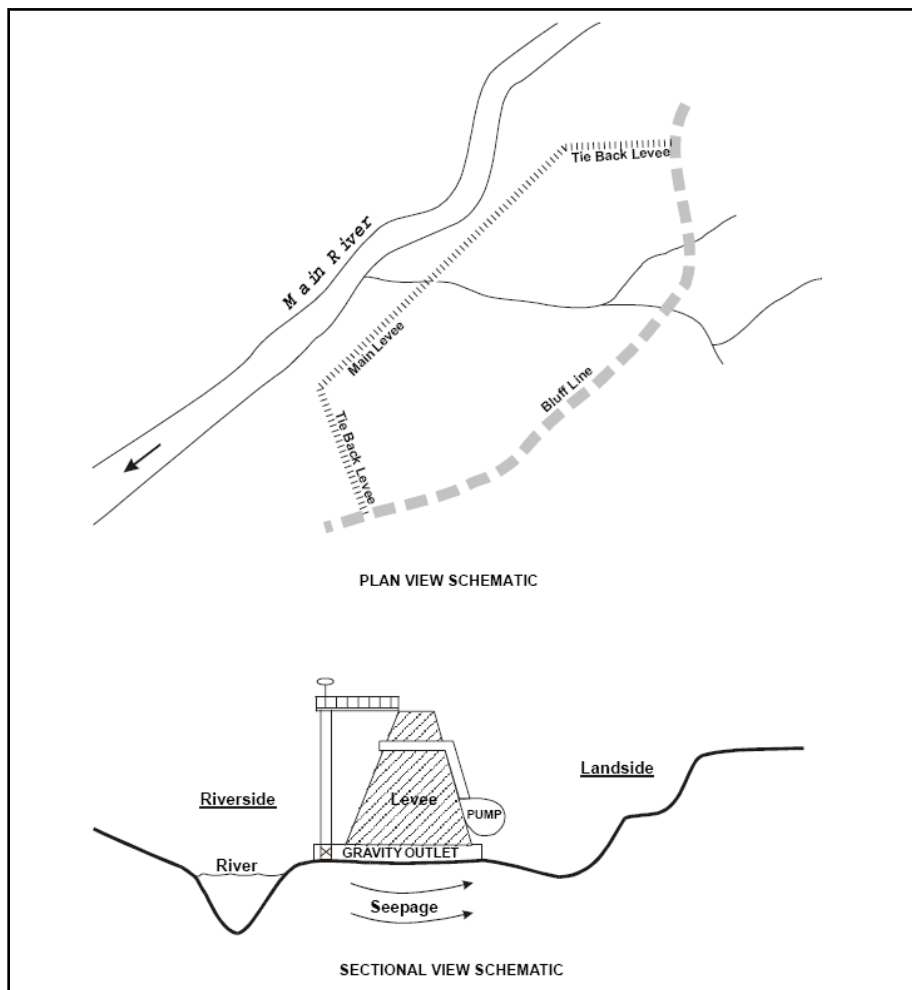 Tie Back Levee
Main River
Main Levee
Bluff Line
Tie Back Levee
PLAN VIEW SCHEMATIC
Landside
Riverside
Levee
PUMP
GRAVITY OUTLET
River
Seepage
SECTIONAL VIEW SCHEMATIC